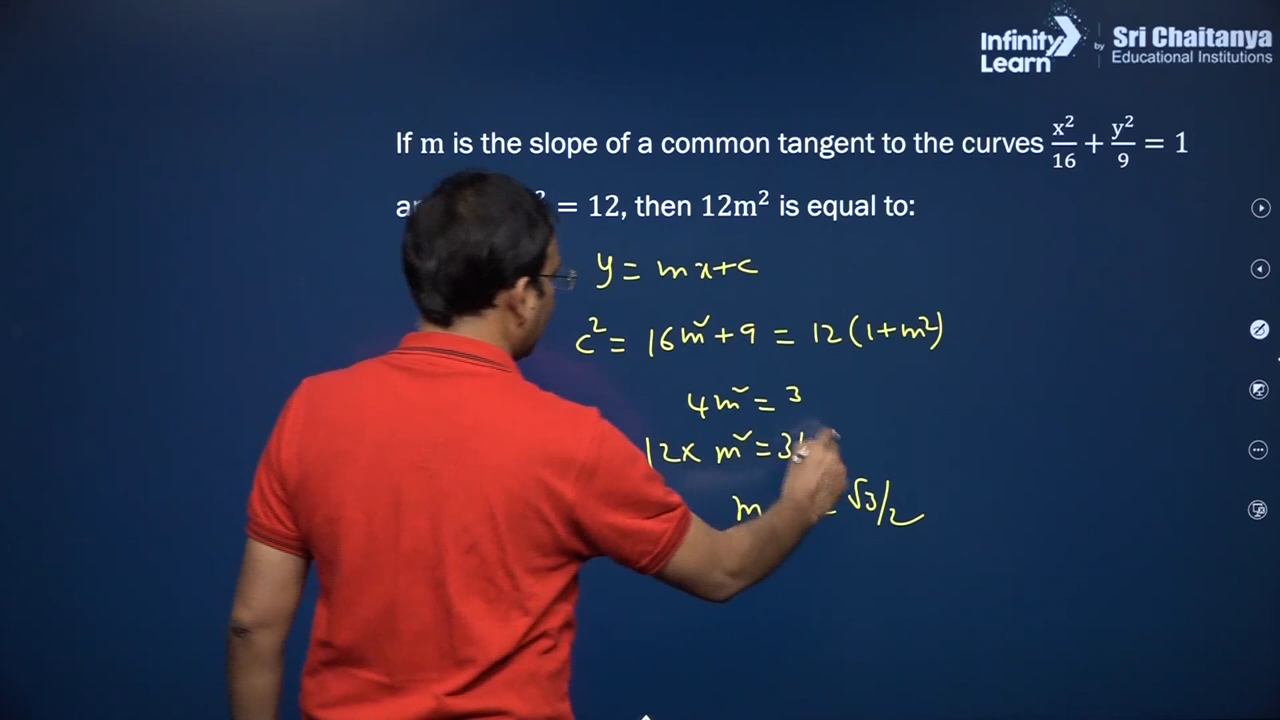 Infinity Learn by Sri Chaitanya Educational Institutions
If m is the slope of a common tangent to the curves x²/16 + y²/9 = 1
² = 12, then 12m² is equal to:
y = mx+c
c² = 16m²+9 = 12(1+m²)
4m² = 3
12x m² = 3
m = √3/2